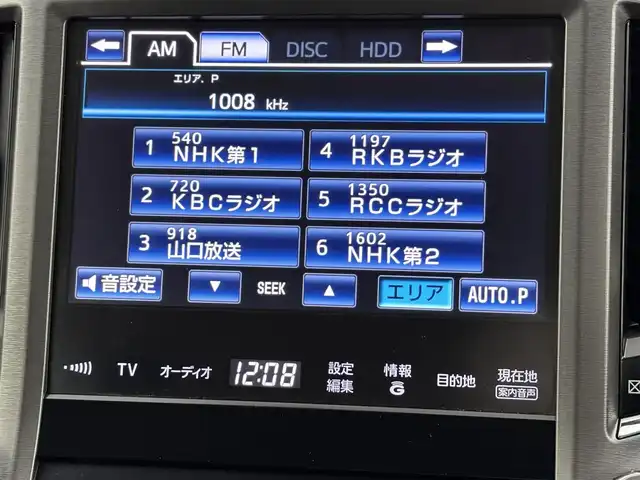 AM FM DISC HDD
エリア. P
1008 kHz
1 540 NHK第1
4 1197 RKBラジオ
2 720 KBCラジオ
5 1350 RCCラジオ
3 918 山口放送
6 1602 NHK第2
音設定 ▼ SEEK ▲ エリア AUTO.P
TV オーディオ 12:08 設定 編集 情報 G 目的地 現在地 案内音声